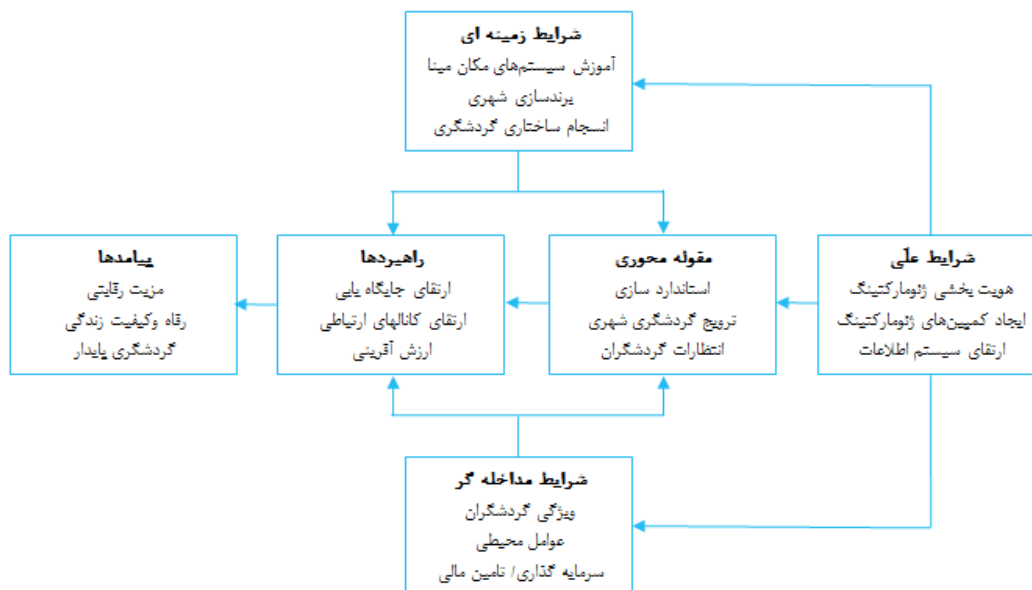 شرایط زمینه ای
آموزش سیستم‌های مکان مبنا
برندسازی شهری
انسجام ساختاری گردشگری
شرایط علّی
هویت بخشی ژئومارکتینگ
ایجاد کمپین‌های ژئومارکتینگ
ارتقای سیستم اطلاعات
مقوله محوری
استاندارد سازی
ترویج گردشگری شهری
انتظارات گردشگران
راهبردها
ارتقای جایگاه یابی
ارتقای کانالهای ارتباطی
ارزش آفرینی
پیامدها
مزیت رقابتی
رفاه وکیفیت زندگی
گردشگری پایدار
شرایط مداخله گر
ویژگی گردشگران
عوامل محیطی
سرمایه گذاری/ تامین مالی